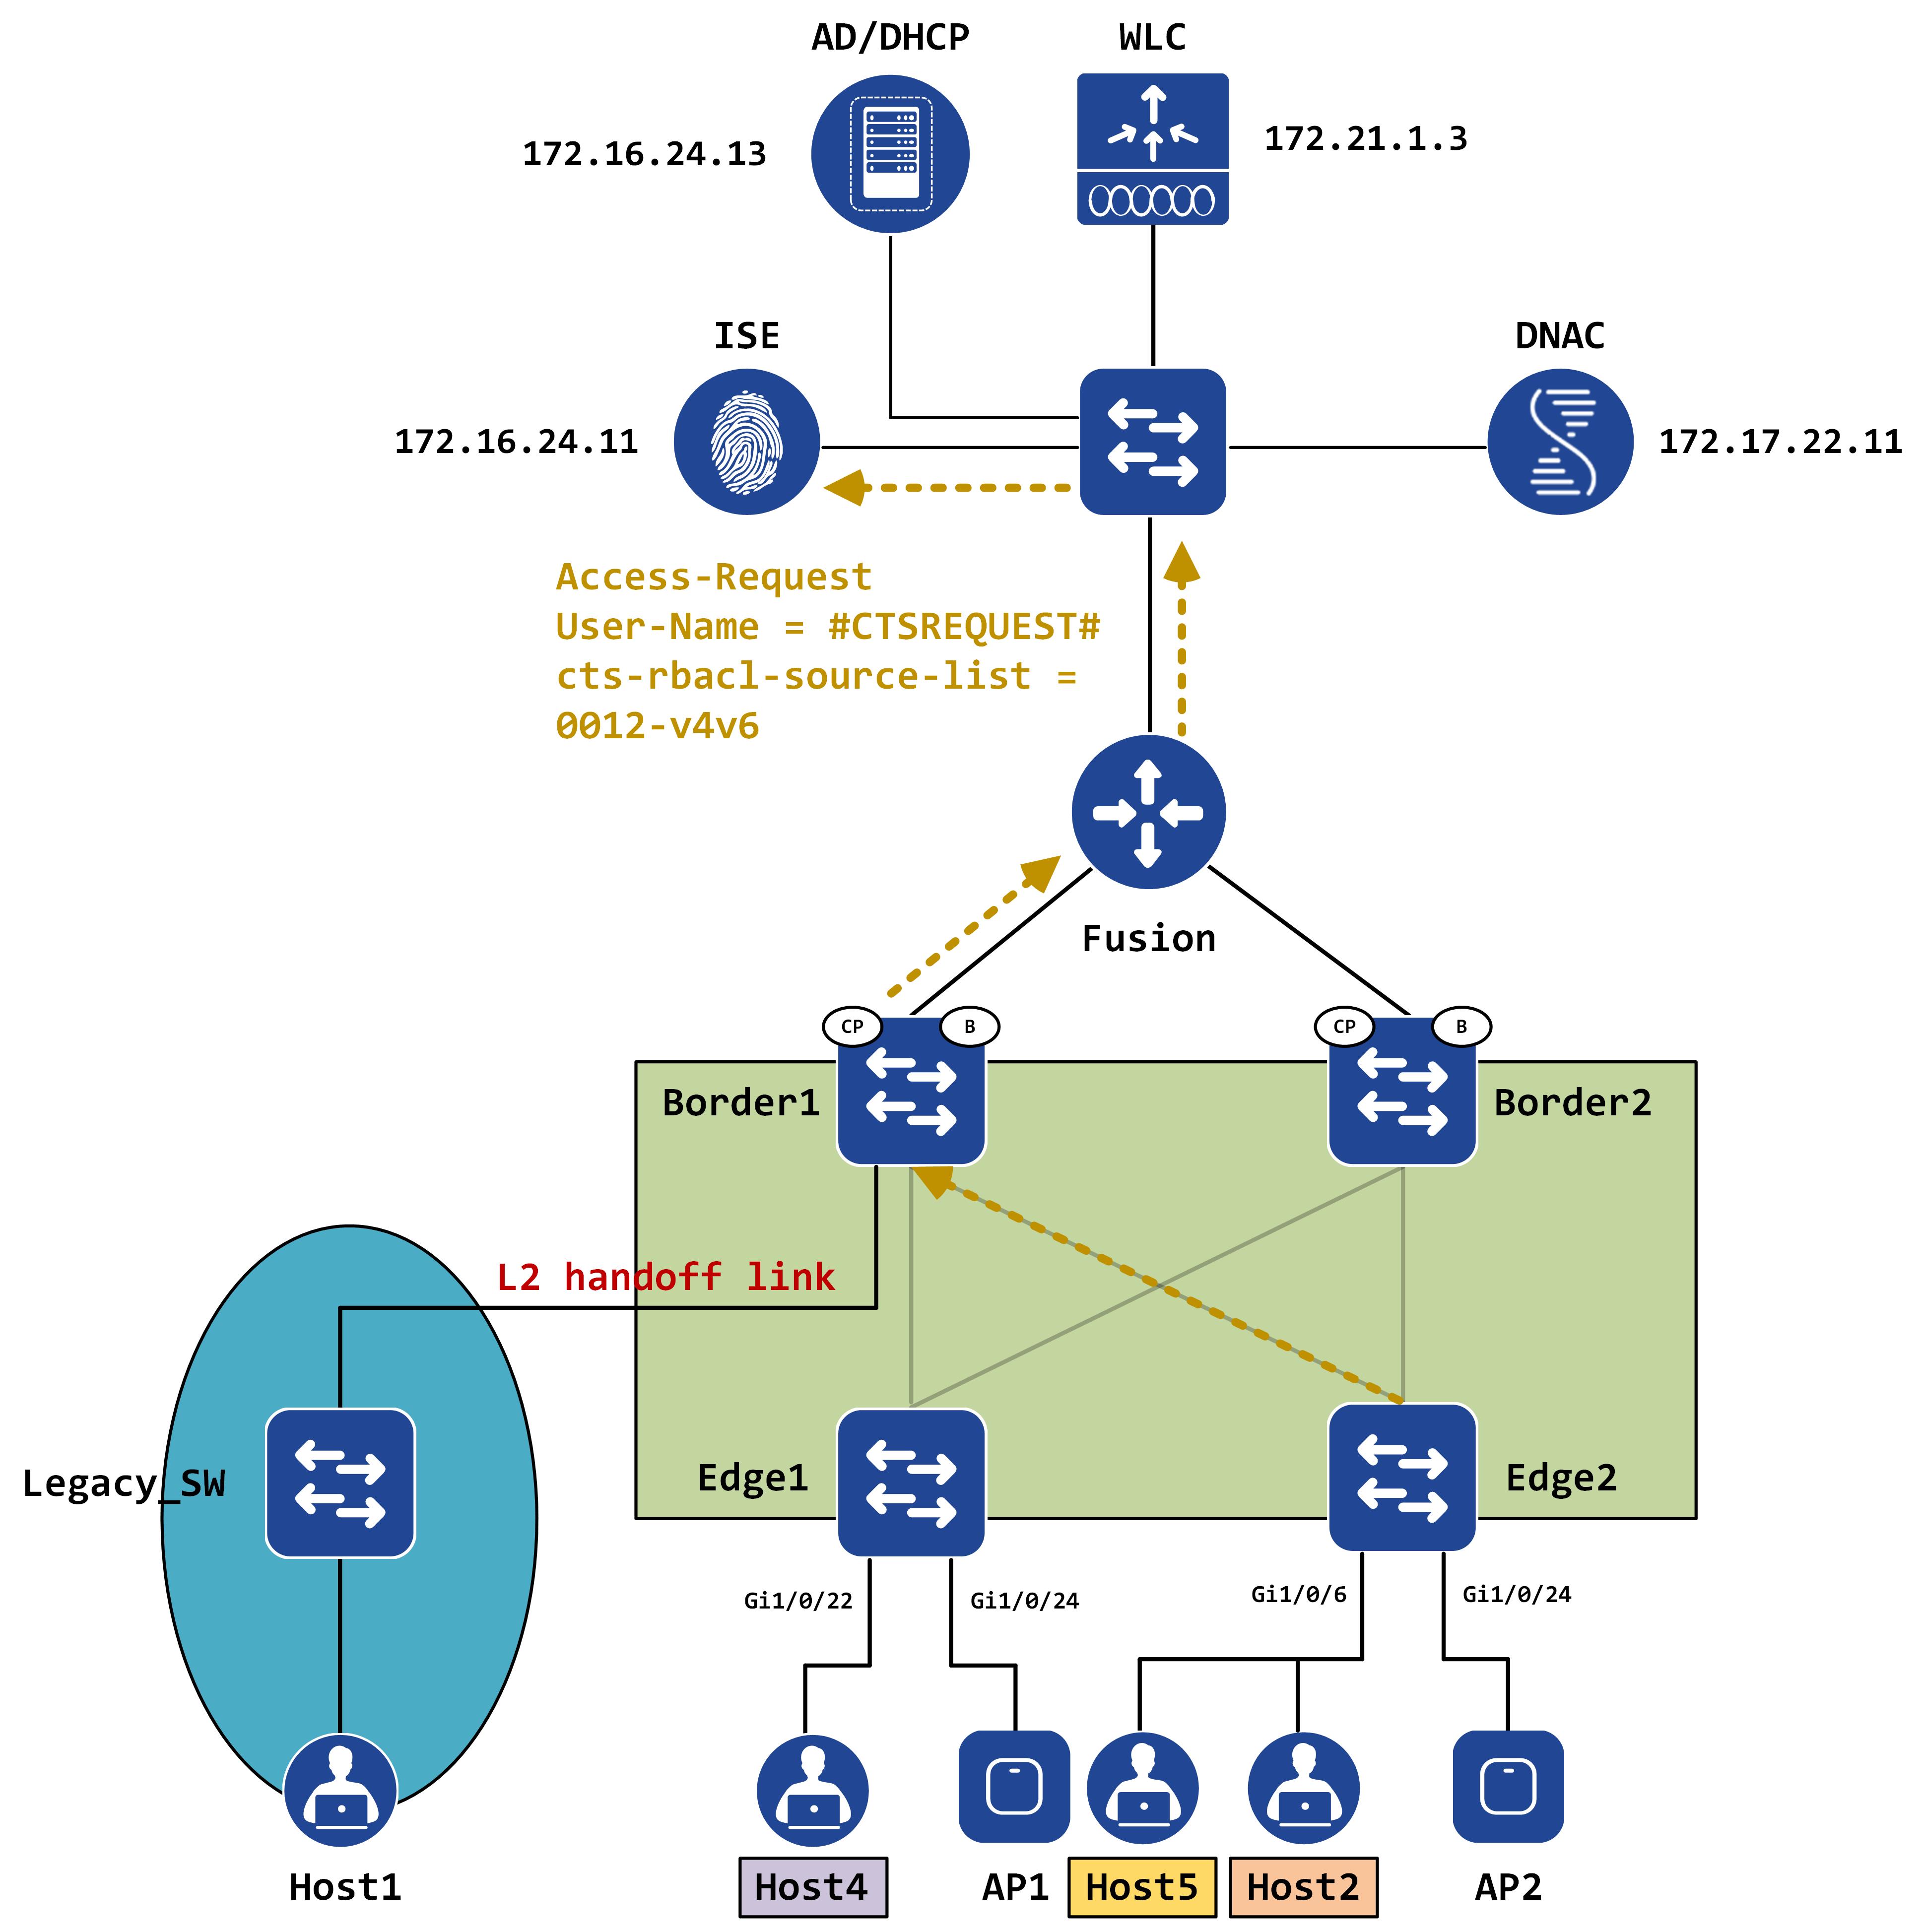 AD/DHCP
WLC
172.16.24.13
172.21.1.3
ISE
DNAC
172.16.24.11
172.17.22.11
Access-Request
User-Name = #CTSREQUEST#
cts-rbacl-source-list =
0012-v4v6
Fusion
CP
B
CP
B
Border1
Border2
L2 handoff link
Legacy_SW
Edge1
Edge2
Gi1/0/22
Gi1/0/24
Gi1/0/6
Gi1/0/24
Host1
Host4
AP1
Host5
Host2
AP2